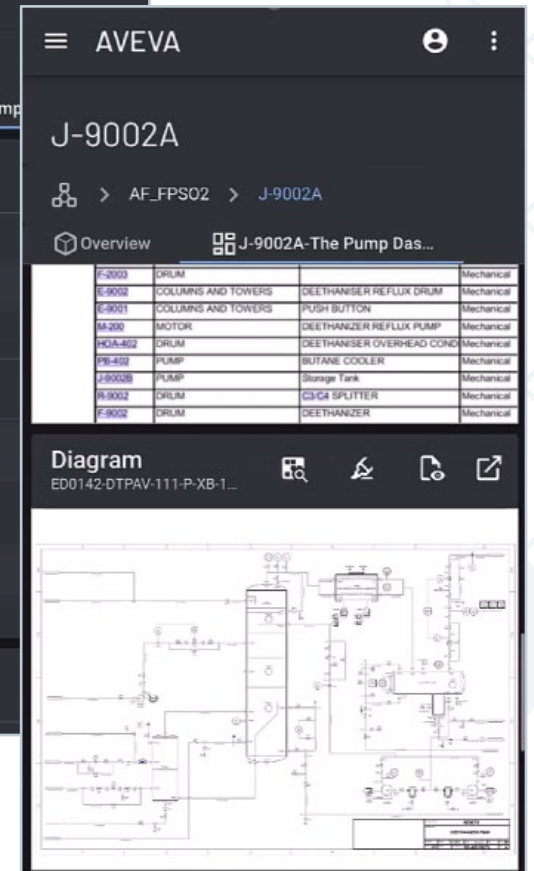 mp
AVEVA
J-9002A
> AF_FPSO2 > J-9002A
Overview J-9002A-The Pump Das...
F-2003 DRUM Mechanical
E-9002 COLUMNS AND TOWERS DEETHANISER REFLUX DRUM Mechanical
E-9001 COLUMNS AND TOWERS PUSH BUTTON Mechanical
M-200 MOTOR DEETHANIZER REFLUX PUMP Mechanical
HOA-402 DRUM DEETHANISER OVERHEAD COND Mechanical
PB-402 PUMP BUTANE COOLER Mechanical
J-9002B PUMP Storage Tank Mechanical
R-9002 DRUM C3/C4 SPLITTER Mechanical
F-9002 DRUM DEETHANIZER Mechanical
Diagram
ED0142-DTPAV-111-P-XB-1...